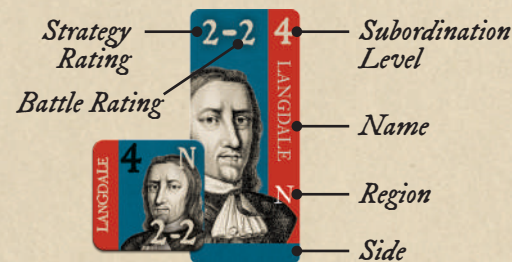 Strategy
Rating
Battle Rating
2-2
4
LANGDALE
N
Subordination
Level
Name
Region
Side
LANGDALE
4
N
2-2